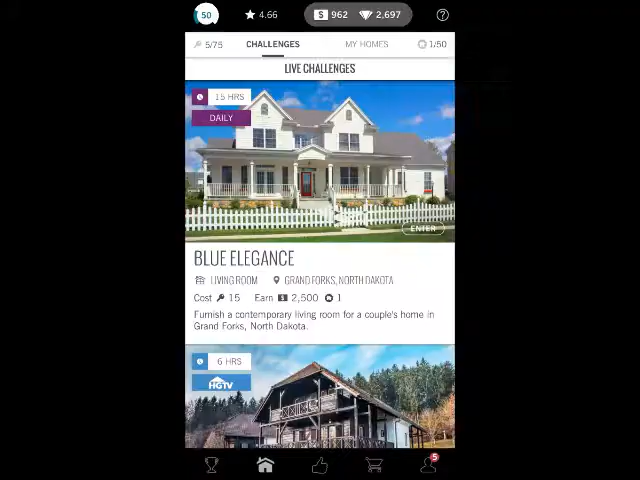 50 4.66 $ 962 2,697 ?
5/75 CHALLENGES MY HOMES 1/50
LIVE CHALLENGES
15 HRS
DAILY
ENTER
BLUE ELEGANCE
LIVING ROOM GRAND FORKS, NORTH DAKOTA
Cost 15 Earn $ 2,500 1
Furnish a contemporary living room for a couple's home in
Grand Forks, North Dakota.
6 HRS
HGTV
5